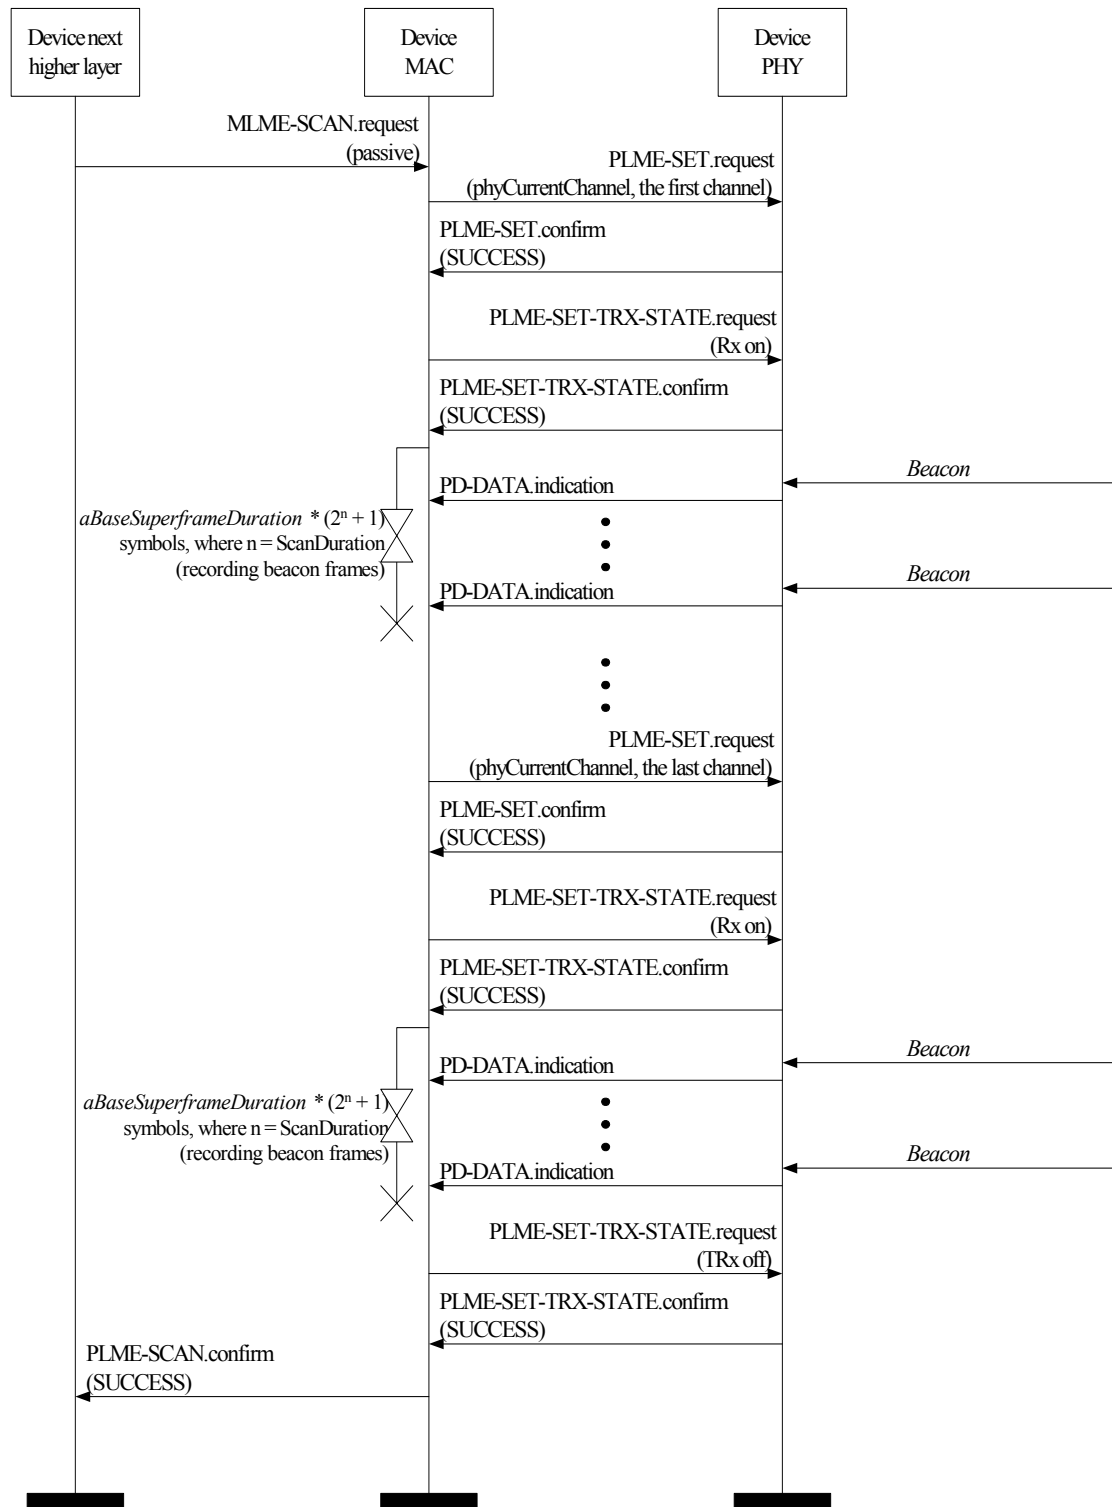 Device next
higher layer
Device
MAC
Device
PHY
MLME-SCAN.request
(passive)
PLME-SET.request
(phyCurrentChannel, the first channel)
PLME-SET.confirm
(SUCCESS)
PLME-SET-TRX-STATE.request
(Rx on)
PLME-SET-TRX-STATE.confirm
(SUCCESS)
Beacon
PD-DATA.indication
aBaseSuperframeDuration * (2ⁿ + 1)
symbols, where n = ScanDuration
(recording beacon frames)
Beacon
PD-DATA.indication
PLME-SET.request
(phyCurrentChannel, the last channel)
PLME-SET.confirm
(SUCCESS)
PLME-SET-TRX-STATE.request
(Rx on)
PLME-SET-TRX-STATE.confirm
(SUCCESS)
Beacon
PD-DATA.indication
aBaseSuperframeDuration * (2ⁿ + 1)
symbols, where n = ScanDuration
(recording beacon frames)
Beacon
PD-DATA.indication
PLME-SET-TRX-STATE.request
(TRx off)
PLME-SET-TRX-STATE.confirm
(SUCCESS)
PLME-SCAN.confirm
(SUCCESS)